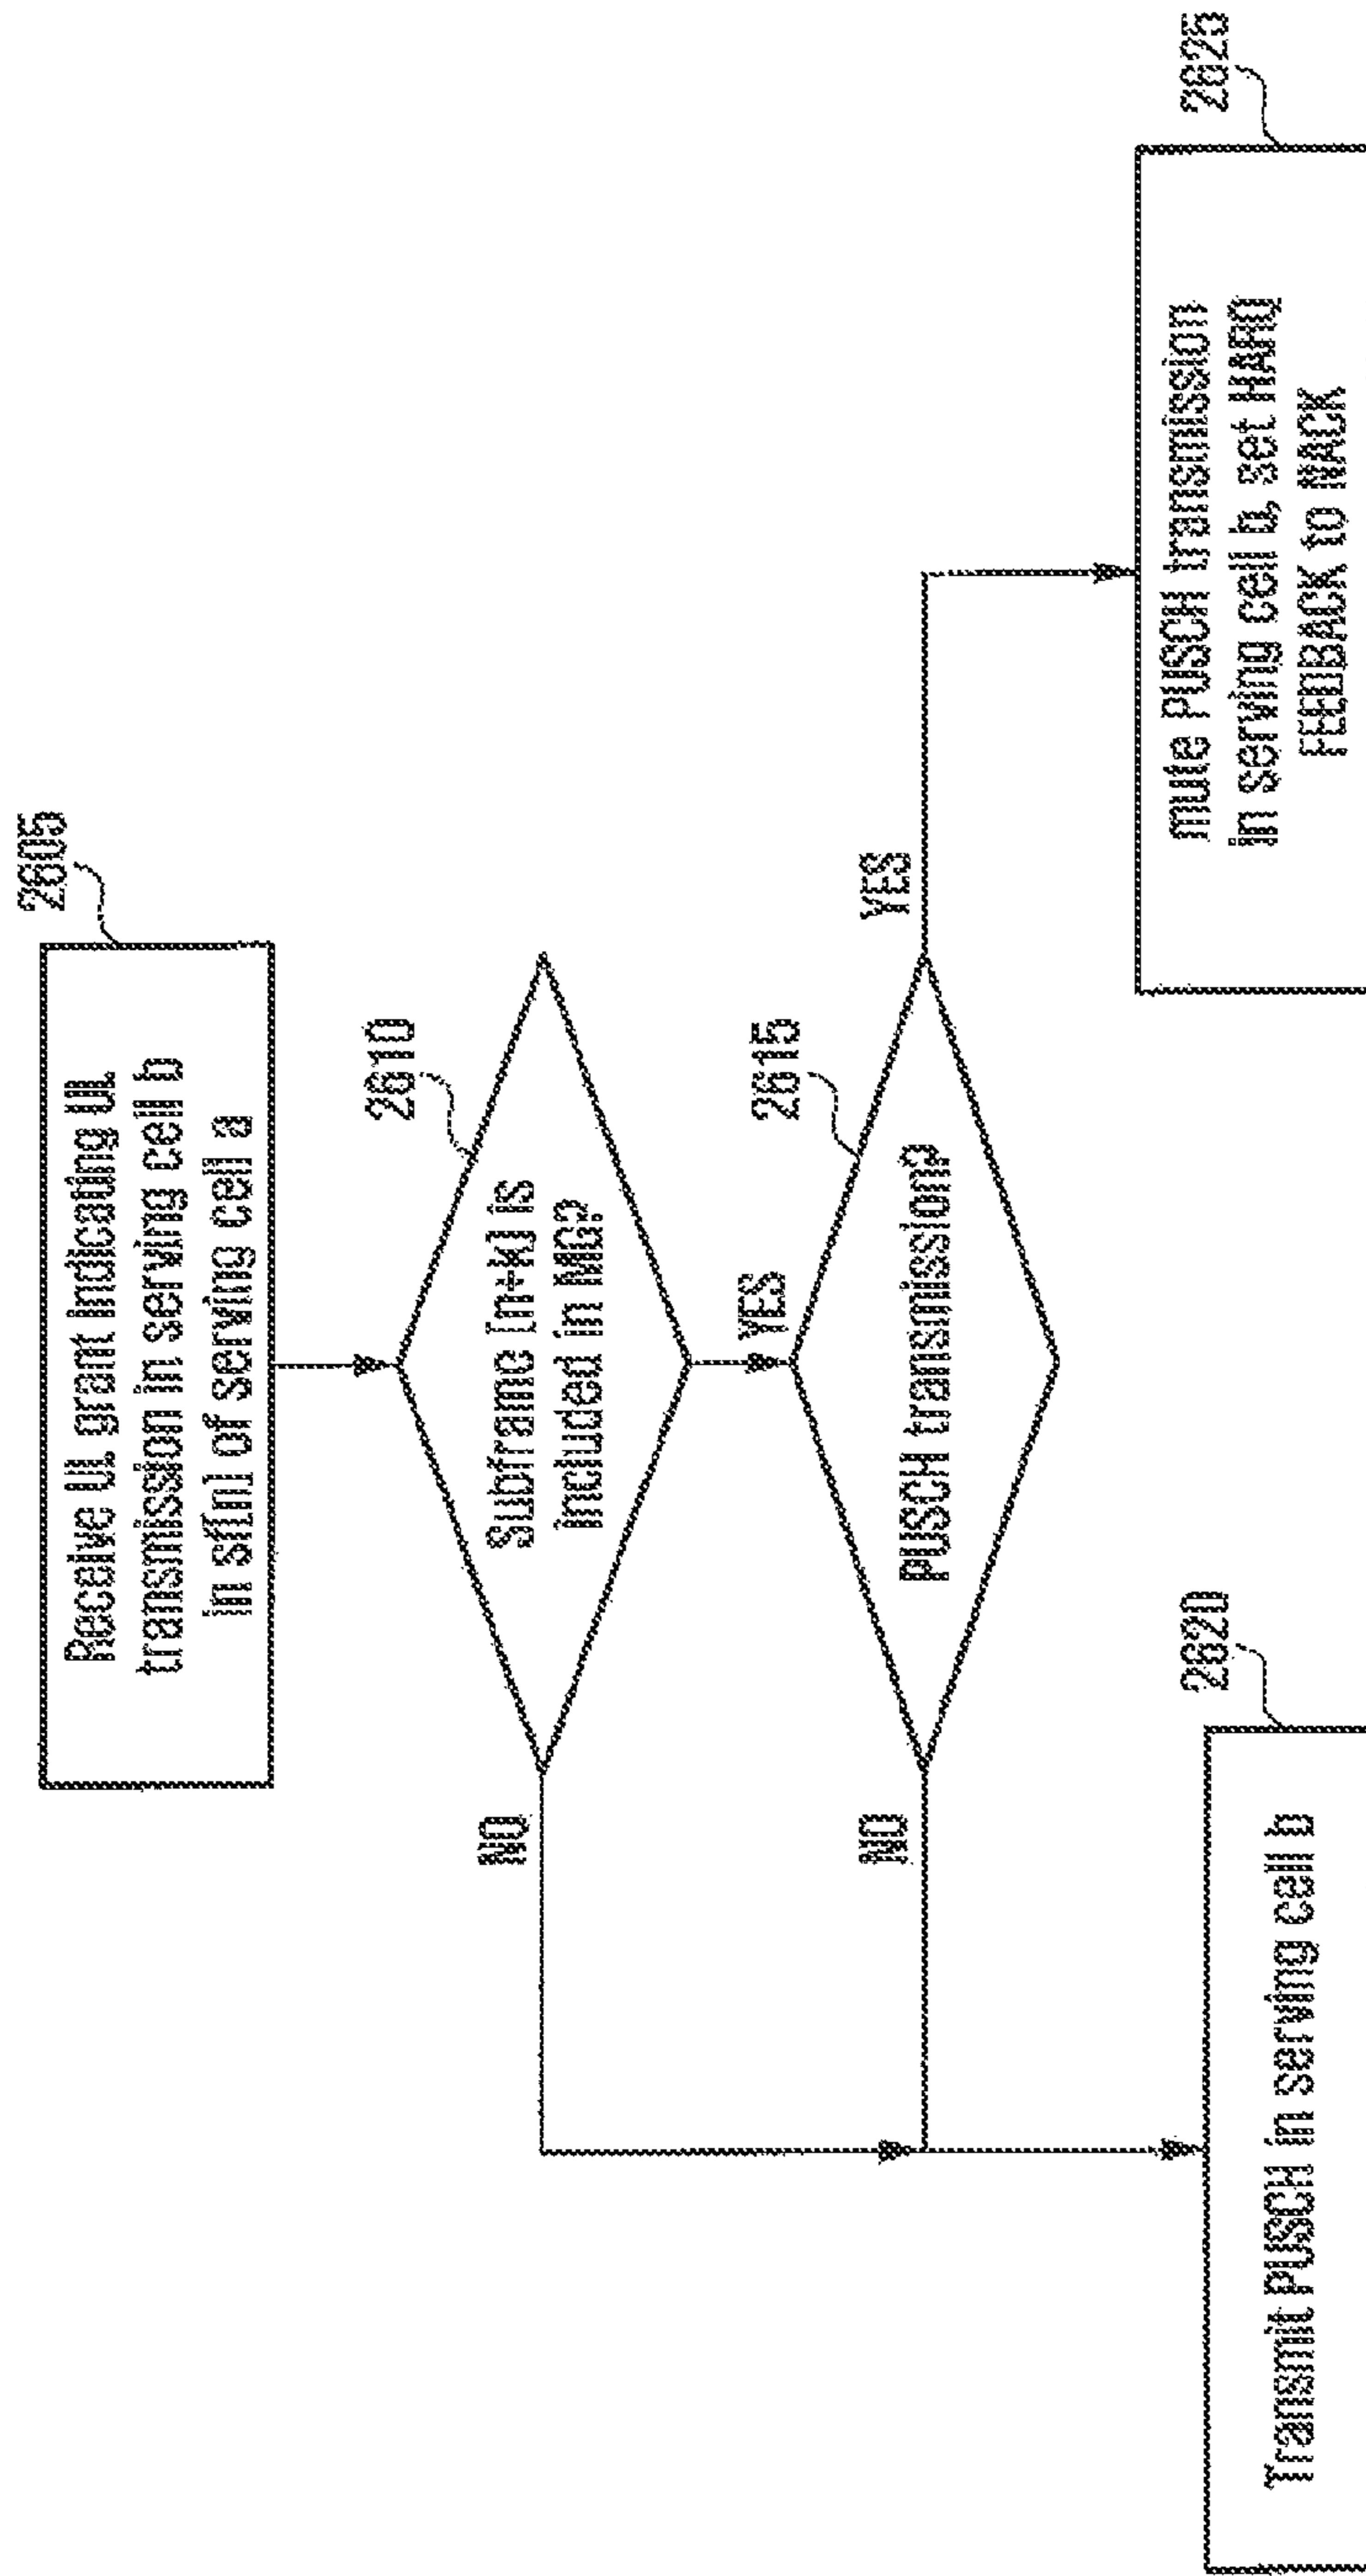 2605
Receive UL grant indicating UL
transmission in serving cell b
in sf[n] of serving cell a
2610
Subframe [n+k] is
included in MG?
NO
YES
2615
PUSCH transmission?
NO
YES
2620
Transmit PUSCH in serving cell b
2625
mute PUSCH transmission
in serving cell b, set HARQ
FEEDBACK to NACK